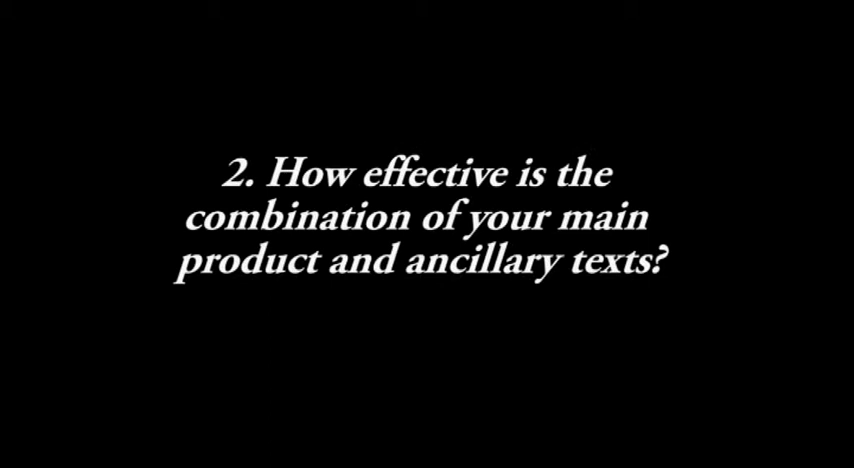 2. How effective is the
combination of your main
product and ancillary texts?